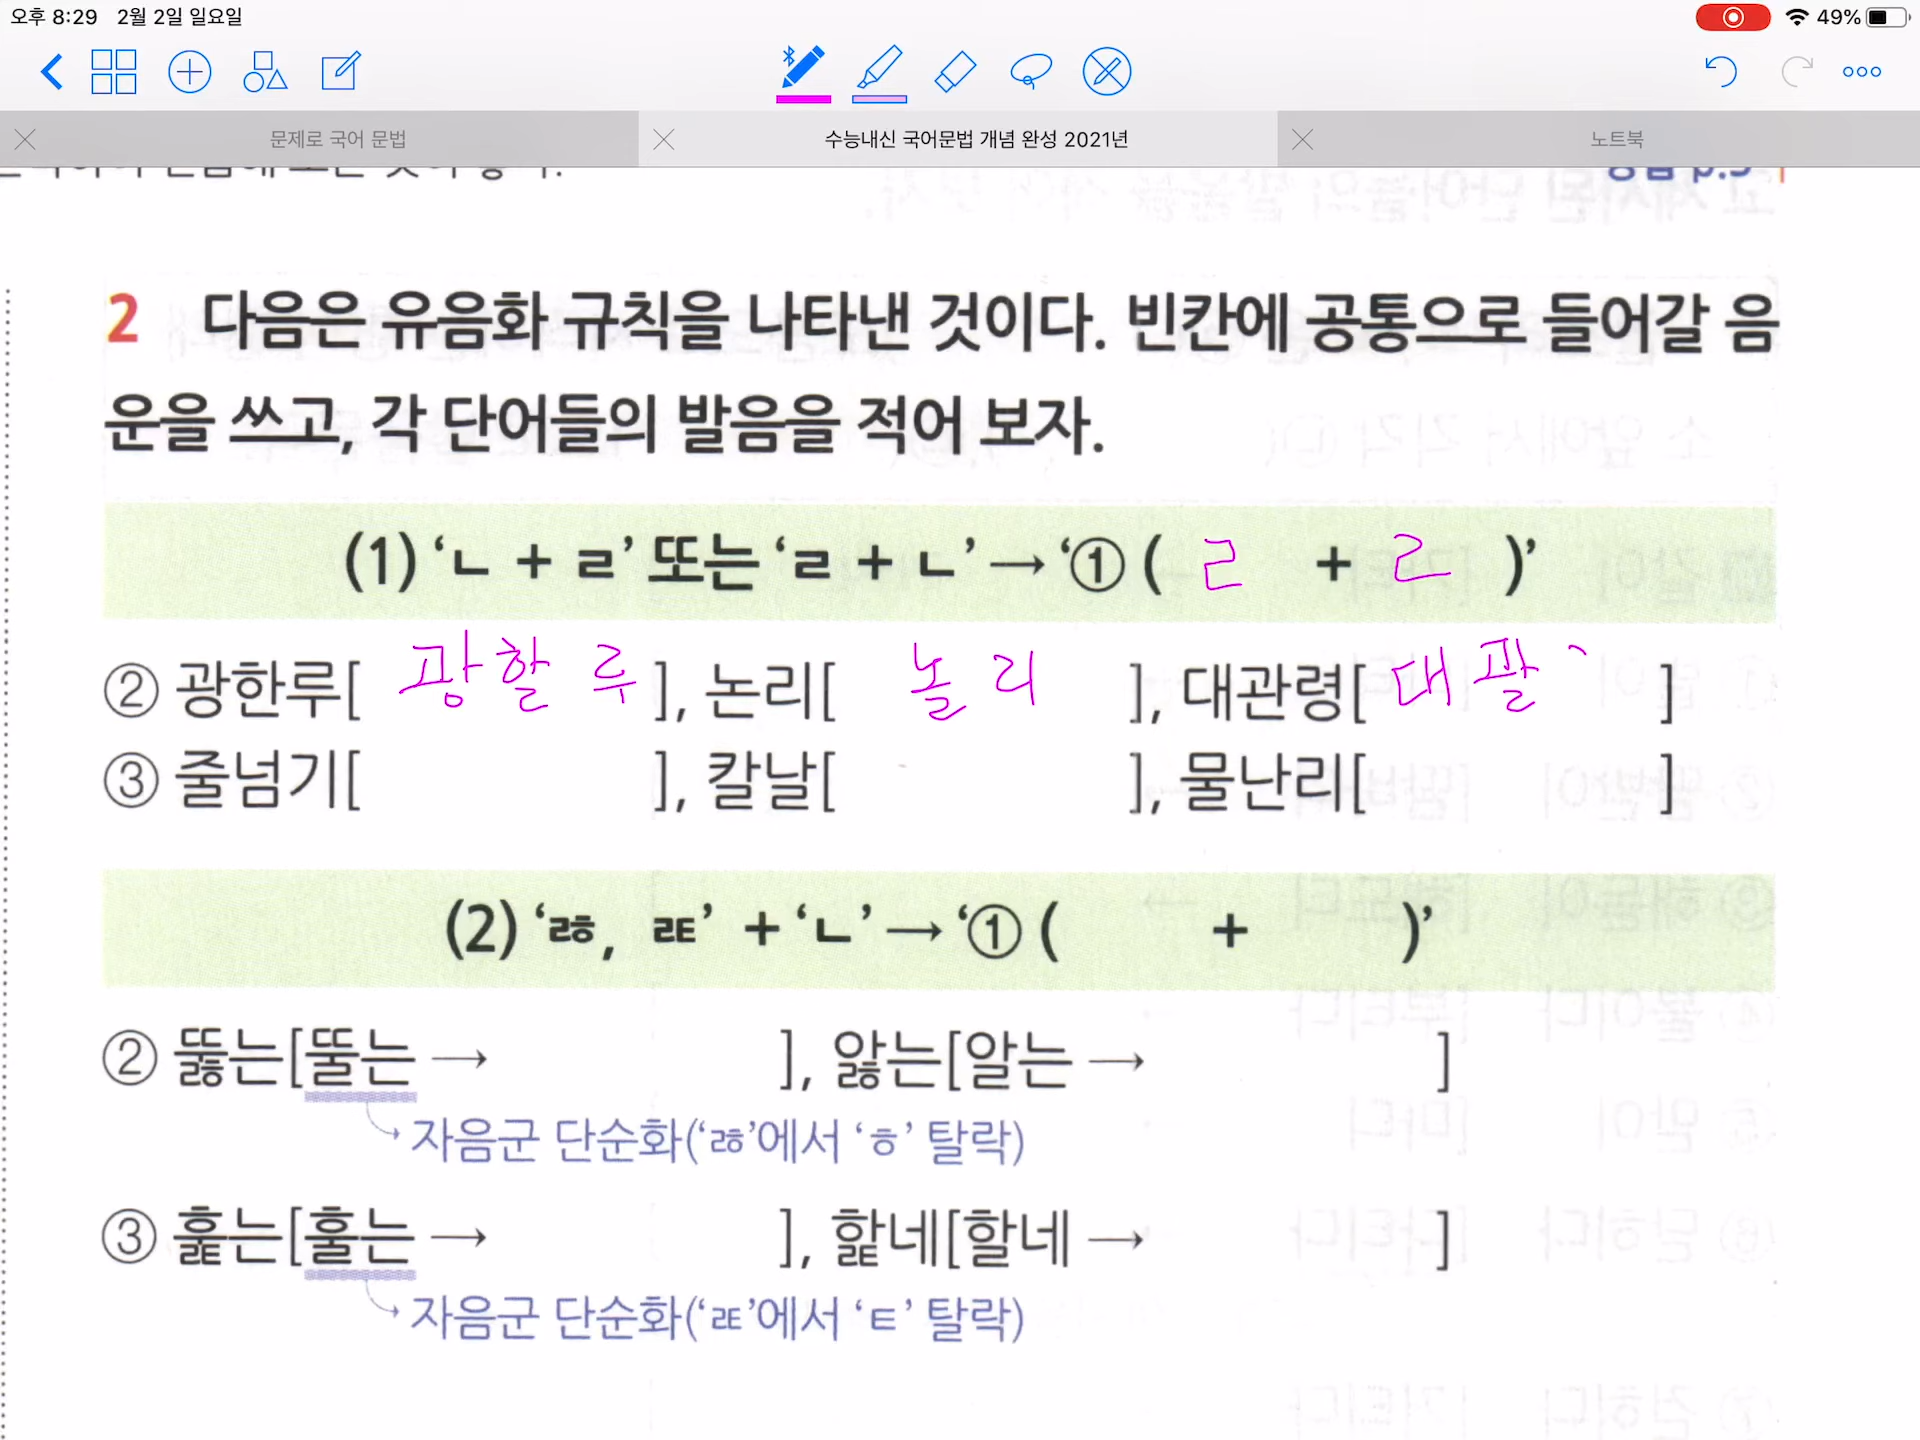 오후 8:29 2월 2일 일요일 49%
문제로 국어 문법 수능내신 국어문법 개념 완성 2021년 노트북
2 다음은 유음화 규칙을 나타낸 것이다. 빈칸에 공통으로 들어갈 음
운을 쓰고, 각 단어들의 발음을 적어 보자.
(1) ‘ㄴ + ㄹ’ 또는 ‘ㄹ + ㄴ’ → ‘① ( ㄹ + ㄹ )’
② 광한루[ 광할루 ], 논리[ 놀리 ], 대관령[ 대괄 ]
③ 줄넘기[ ], 칼날[ ], 물난리[ ]
(2) ‘ㅀ, ㄾ’ + ‘ㄴ’ → ‘① ( + )’
② 뚫는[뚤는 → ], 앓는[알는 → ]
자음군 단순화(‘ㅀ’에서 ‘ㅎ’ 탈락)
③ 훑는[훌는 → ], 핥네[할네 → ]
자음군 단순화(‘ㄾ’에서 ‘ㅌ’ 탈락)